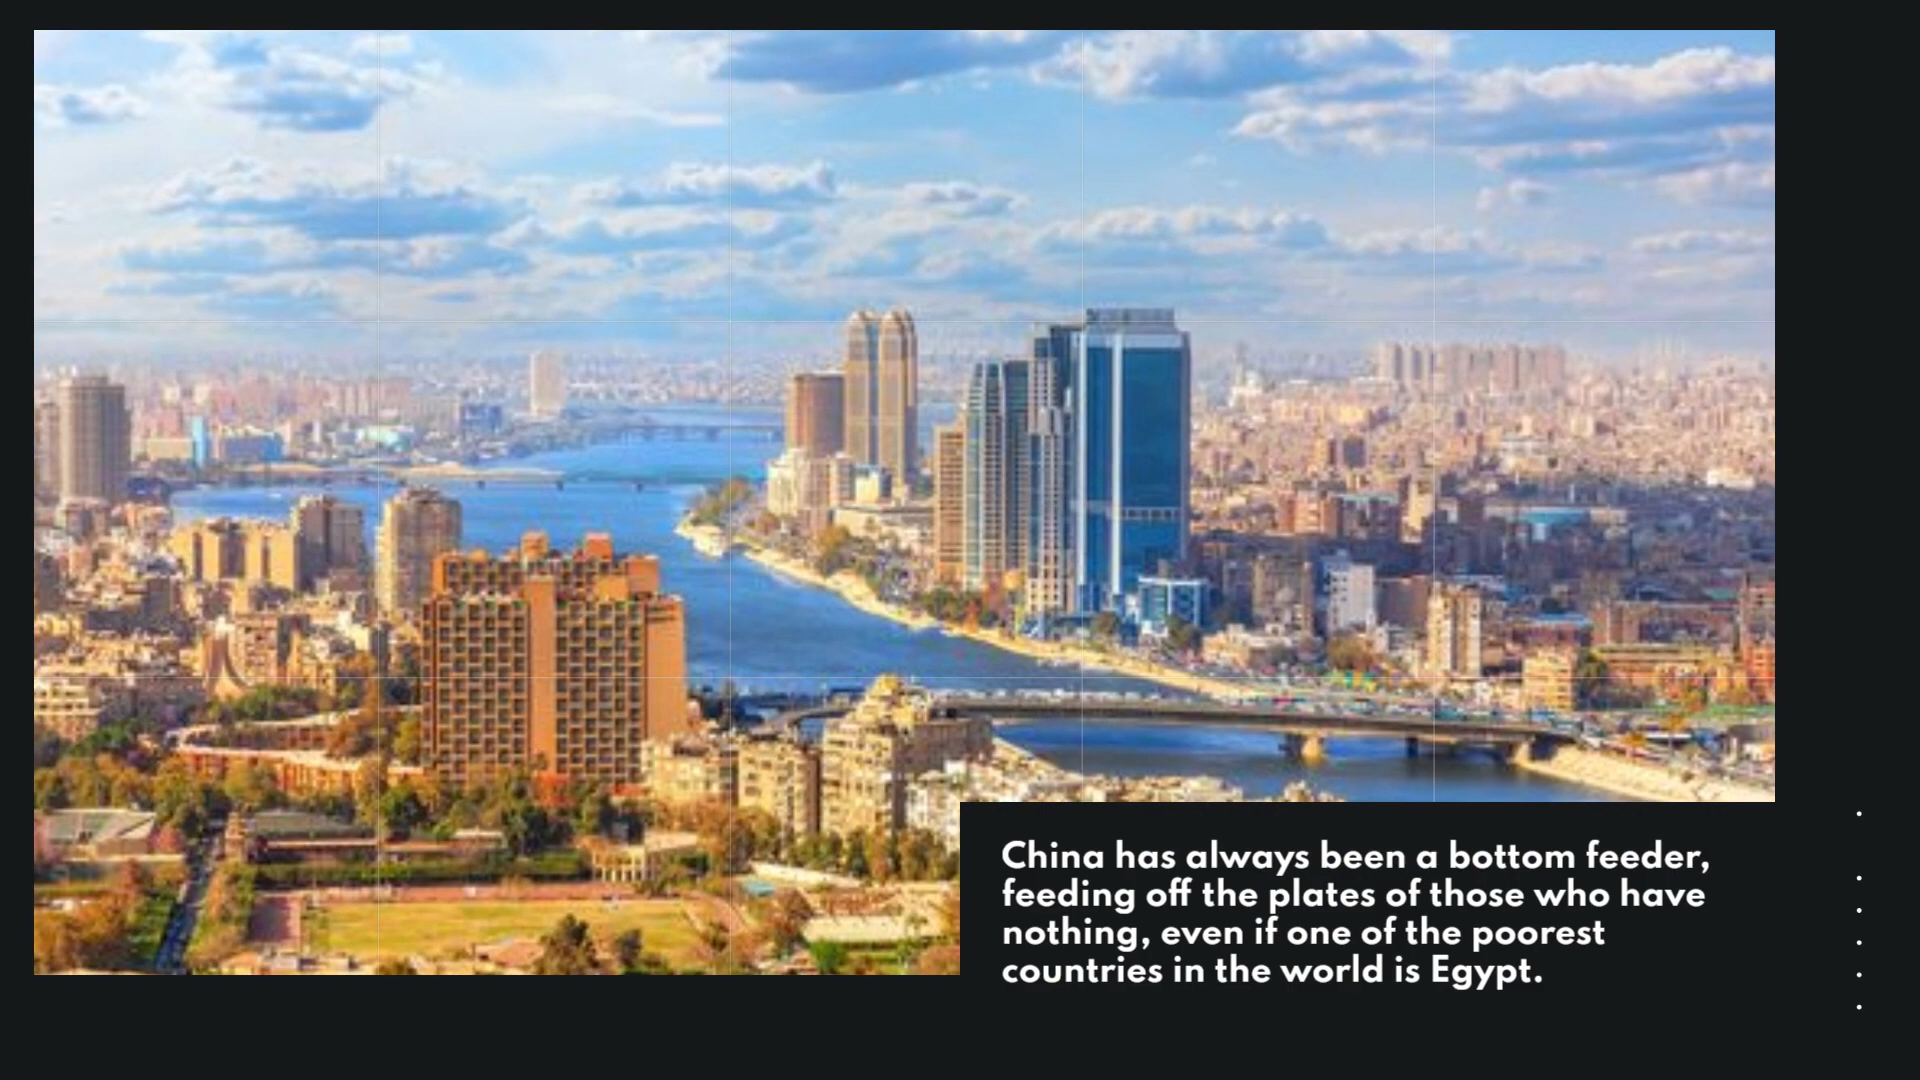 China has always been a bottom feeder,
feeding off the plates of those who have
nothing, even if one of the poorest
countries in the world is Egypt.